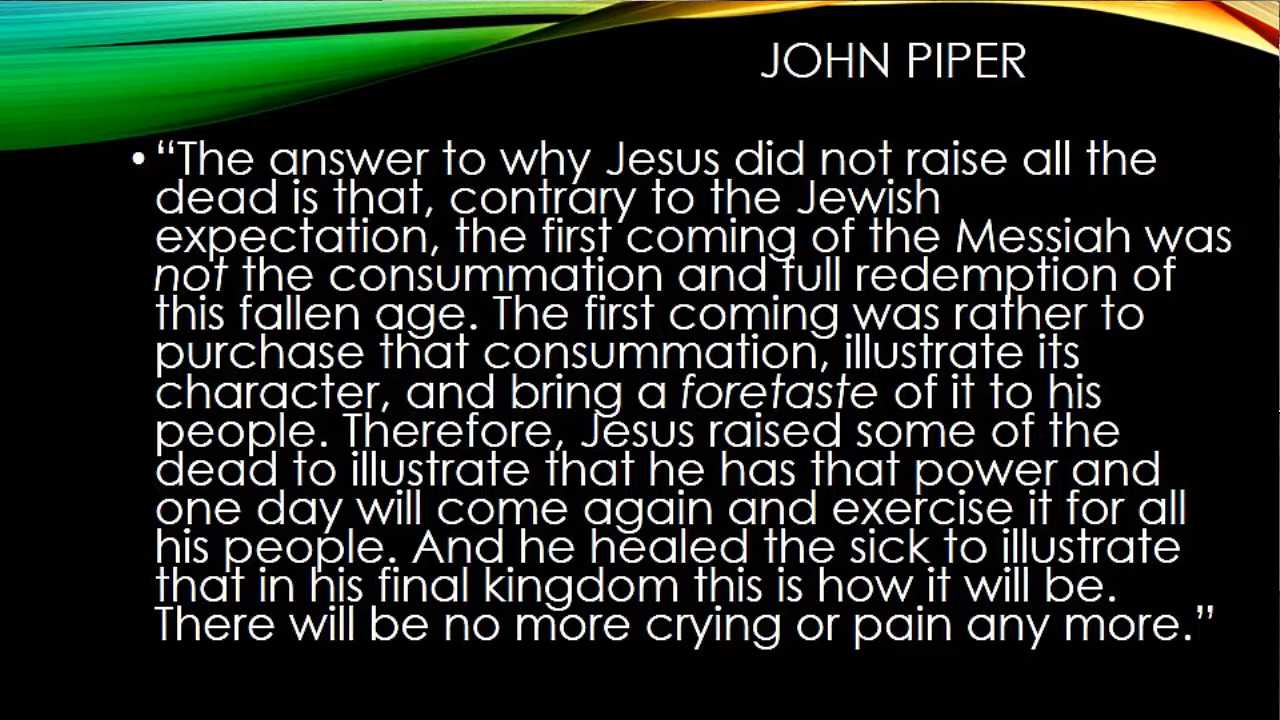 JOHN PIPER
• “The answer to why Jesus did not raise all the
dead is that, contrary to the Jewish
expectation, the first coming of the Messiah was
not the consummation and full redemption of
this fallen age. The first coming was rather to
purchase that consummation, illustrate its
character, and bring a foretaste of it to his
people. Therefore, Jesus raised some of the
dead to illustrate that he has that power and
one day will come again and exercise it for all
his people. And he healed the sick to illustrate
that in his final kingdom this is how it will be.
There will be no more crying or pain any more.”